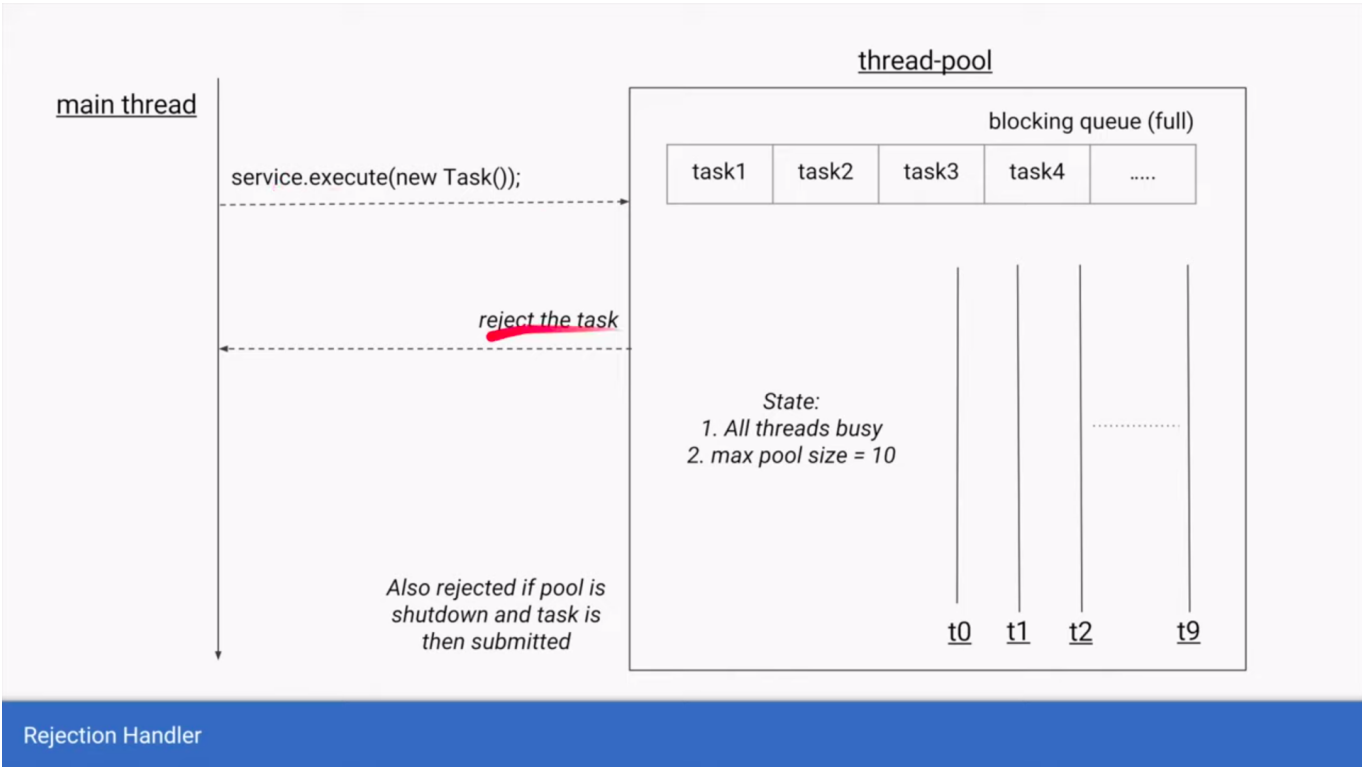 thread-pool
main thread
blocking queue (full)
service.execute(new Task());
task1 task2 task3 task4 .....
reject the task
State:
1. All threads busy
2. max pool size = 10
Also rejected if pool is
shutdown and task is
then submitted
t0 t1 t2 t9
Rejection Handler